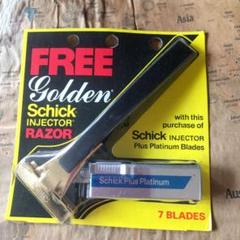 FREE
Golden
Schick
INJECTOR
RAZOR
with this
purchase of
Schick INJECTOR
Plus Platinum Blades
Schick Plus Platinum
7 BLADES
Asia